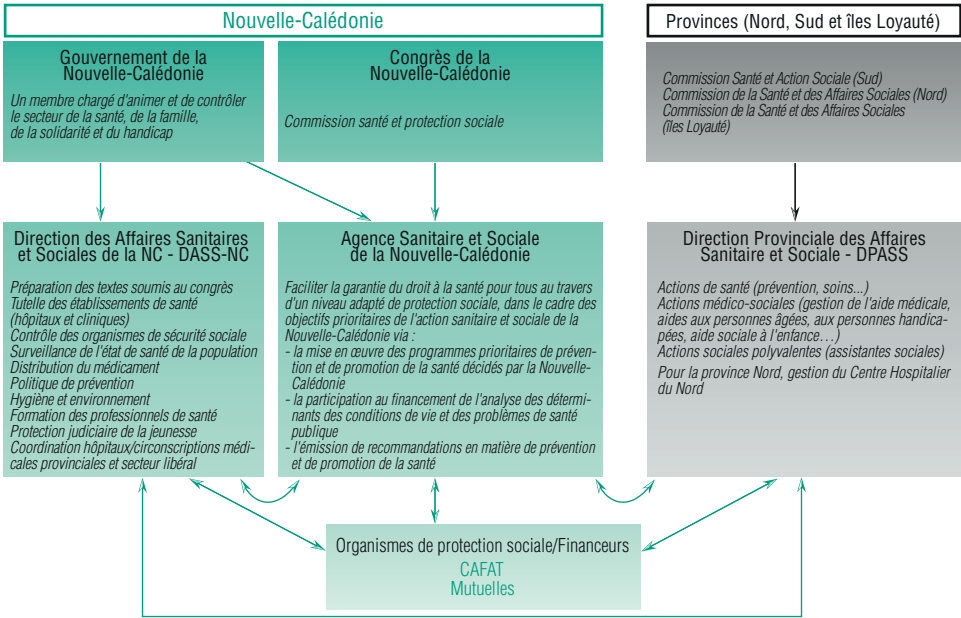 Nouvelle-Calédonie
Provinces (Nord, Sud et îles Loyauté)
Gouvernement de la
Nouvelle-Calédonie
Un membre chargé d'animer et de contrôler
le secteur de la santé, de la famille,
de la solidarité et du handicap
Congrès de la
Nouvelle-Calédonie
Commission santé et protection sociale
Commission Santé et Action Sociale (Sud)
Commission de la Santé et des Affaires Sociales (Nord)
Commission de la Santé et des Affaires Sociales
(îles Loyauté)
Direction des Affaires Sanitaires
et Sociales de la NC - DASS-NC
Préparation des textes soumis au congrès
Tutelle des établissements de santé
(hôpitaux et cliniques)
Contrôle des organismes de sécurité sociale
Surveillance de l'état de santé de la population
Distribution du médicament
Politique de prévention
Hygiène et environnement
Formation des professionnels de santé
Protection judiciaire de la jeunesse
Coordination hôpitaux/circonscriptions médi-
cales provinciales et secteur libéral
Agence Sanitaire et Sociale
de la Nouvelle-Calédonie
Faciliter la garantie du droit à la santé pour tous au travers
d'un niveau adapté de protection sociale, dans le cadre des
objectifs prioritaires de l'action sanitaire et sociale de la
Nouvelle-Calédonie via :
- la mise en œuvre des programmes prioritaires de préven-
tion et de promotion de la santé décidés par la Nouvelle-
Calédonie
- la participation au financement de l'analyse des détermi-
nants des conditions de vie et des problèmes de santé
publique
- l'émission de recommandations en matière de prévention
et de promotion de la santé
Direction Provinciale des Affaires
Sanitaire et Sociale - DPASS
Actions de santé (prévention, soins...)
Actions médico-sociales (gestion de l'aide médicale,
aides aux personnes âgées, aux personnes handica-
pées, aide sociale à l'enfance…)
Actions sociales polyvalentes (assistantes sociales)
Pour la province Nord, gestion du Centre Hospitalier
du Nord
Organismes de protection sociale/Financeurs
CAFAT
Mutuelles